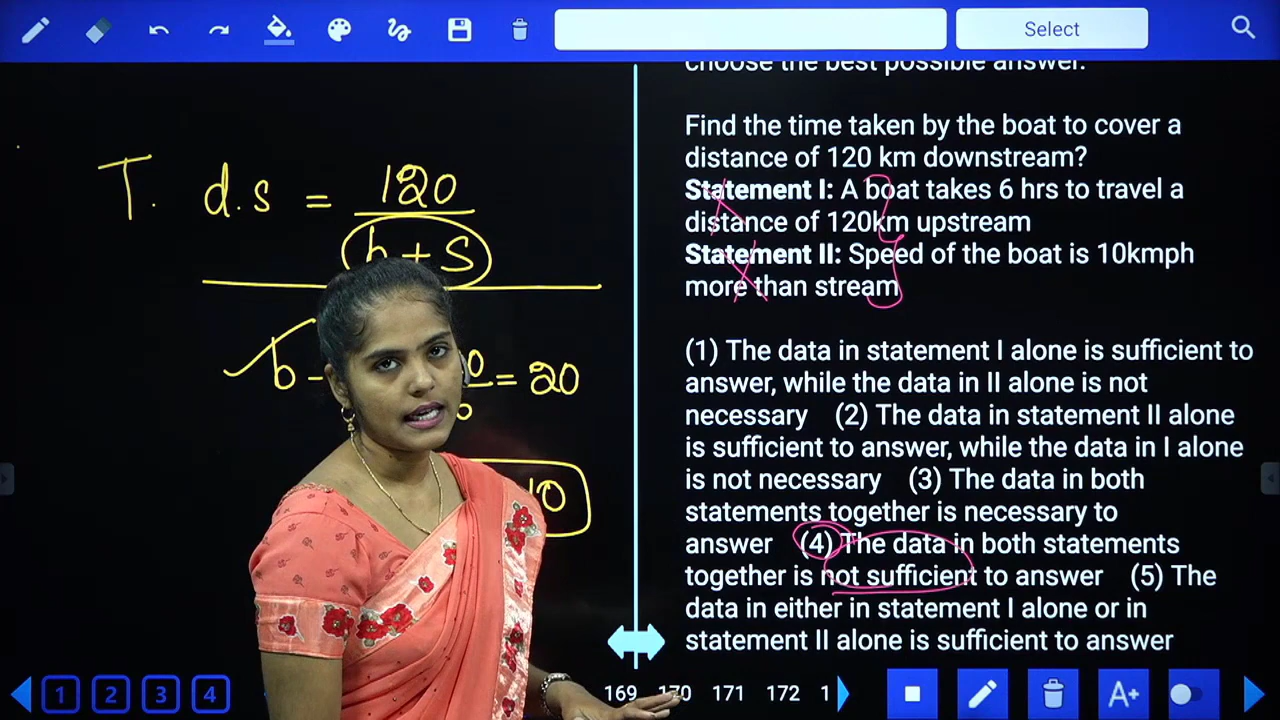 Select
choose the best possible answer.
Find the time taken by the boat to cover a
distance of 120 km downstream?
Statement I: A boat takes 6 hrs to travel a
distance of 120km upstream
Statement II: Speed of the boat is 10kmph
more than stream
(1) The data in statement I alone is sufficient to
answer, while the data in II alone is not
necessary (2) The data in statement II alone
is sufficient to answer, while the data in I alone
is not necessary (3) The data in both
statements together is necessary to
answer (4) The data in both statements
together is not sufficient to answer (5) The
data in either in statement I alone or in
statement II alone is sufficient to answer
T. d.s = 120
b + s
b - = 20
10
1 2 3 4 169 170 171 172 1 A+